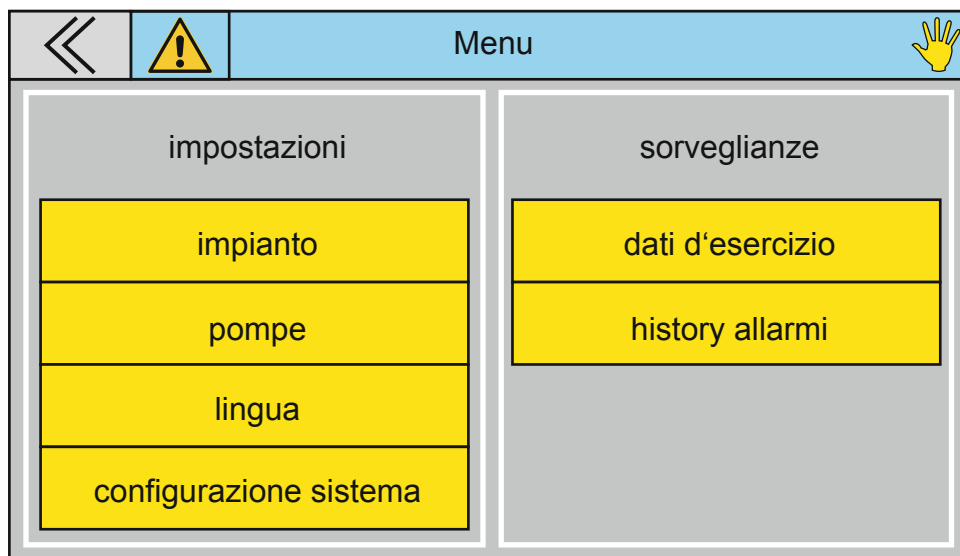 Menu
impostazioni
impianto
pompe
lingua
configurazione sistema
sorveglianze
dati d‘esercizio
history allarmi